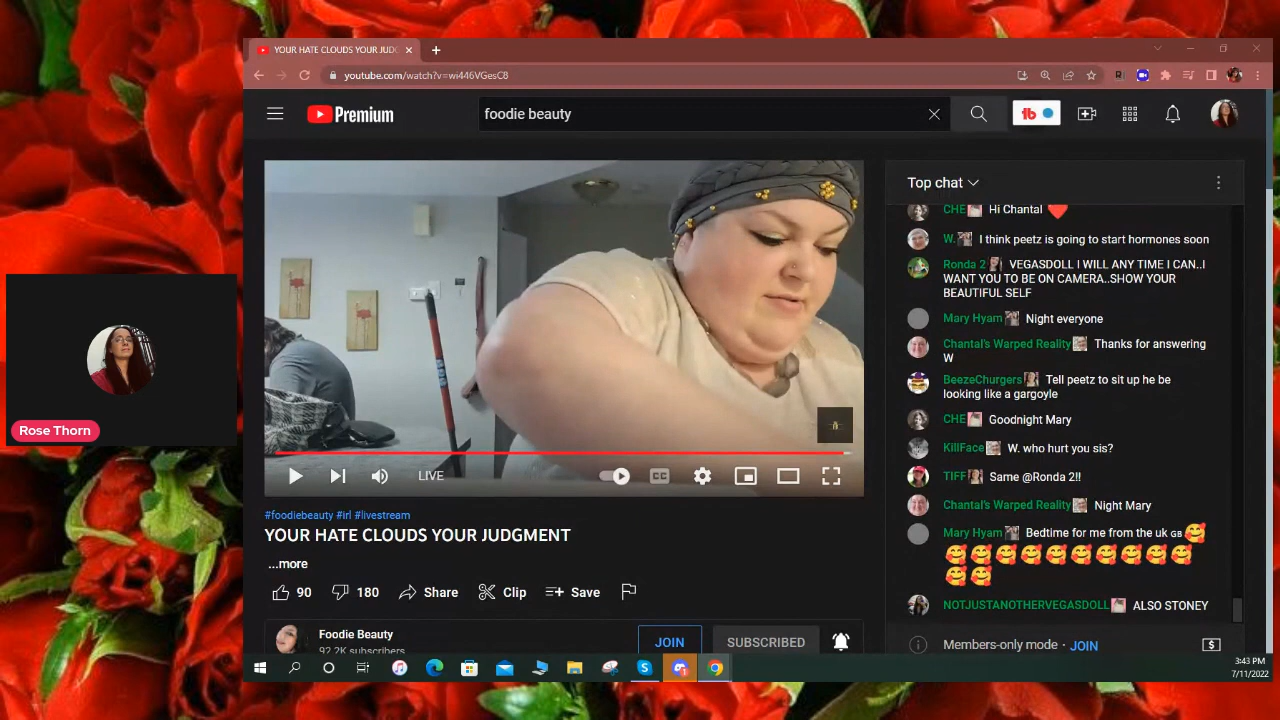 YOUR HATE CLOUDS YOUR JUDG
youtube.com/watch?v=wi446VGesC8
Premium
foodie beauty
tb
Rose Thorn
LIVE
CC
#foodiebeauty #irl #livestream
YOUR HATE CLOUDS YOUR JUDGMENT
...more
90
180
Share
Clip
Save
Foodie Beauty
92.2K subscribers
JOIN
SUBSCRIBED
Top chat
CHE Hi Chantal
W. I think peetz is going to start hormones soon
Ronda 2 VEGASDOLL I WILL ANY TIME I CAN..I
WANT YOU TO BE ON CAMERA..SHOW YOUR
BEAUTIFUL SELF
Mary Hyam Night everyone
Chantal's Warped Reality Thanks for answering
W
BeezeChurgers Tell peetz to sit up he be
looking like a gargoyle
CHE Goodnight Mary
KillFace W. who hurt you sis?
TIFF Same @Ronda 2!!
Chantal's Warped Reality Night Mary
Mary Hyam Bedtime for me from the uk GB 🥰
🥰🥰🥰🥰🥰🥰🥰🥰🥰🥰
🥰🥰
NOTJUSTANOTHERVEGASDOLL ALSO STONEY
Members-only mode · JOIN
3:43 PM
7/11/2022